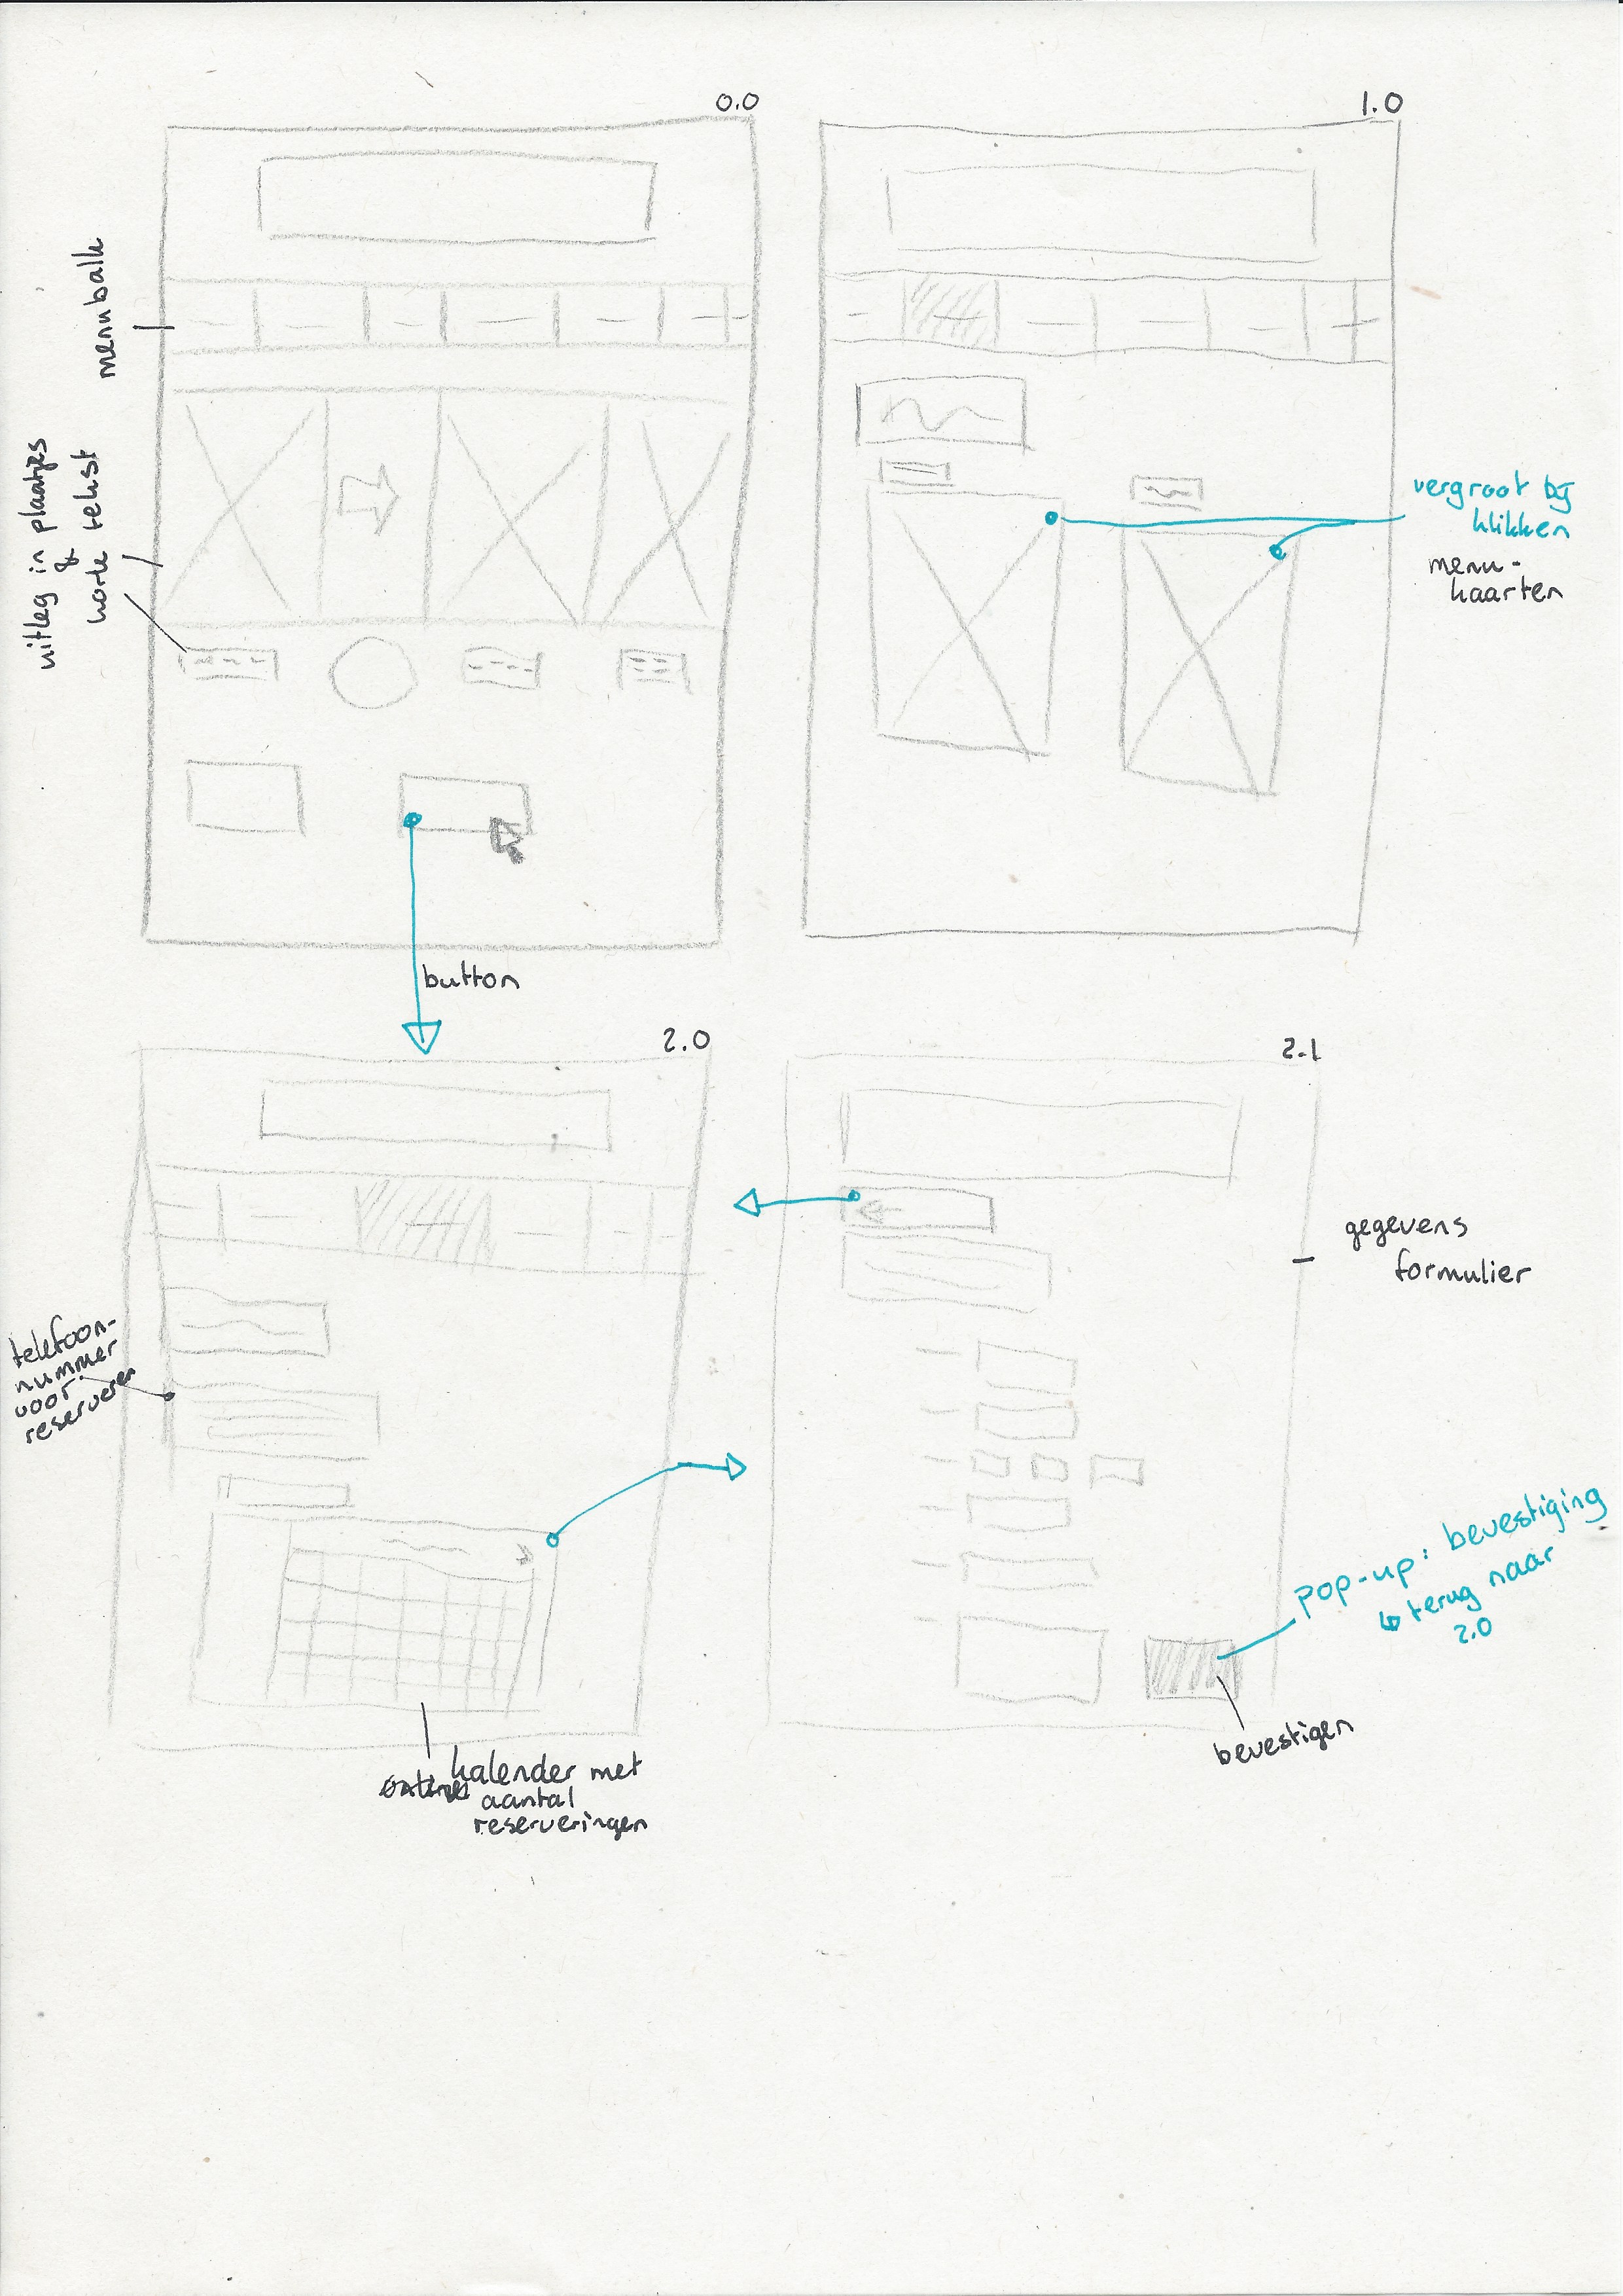 0.0
1.0
menubalk
uitleg in plaatjes
&
korte tekst
vergroot bij
klikken
menu-
kaarten
button
2.0
2.1
gegevens
formulier
telefoon-
nummer
voor
reserveren
pop-up: bevestiging
↳ terug naar
2.0
bevestigen
kalender met
aantal
reserveringen